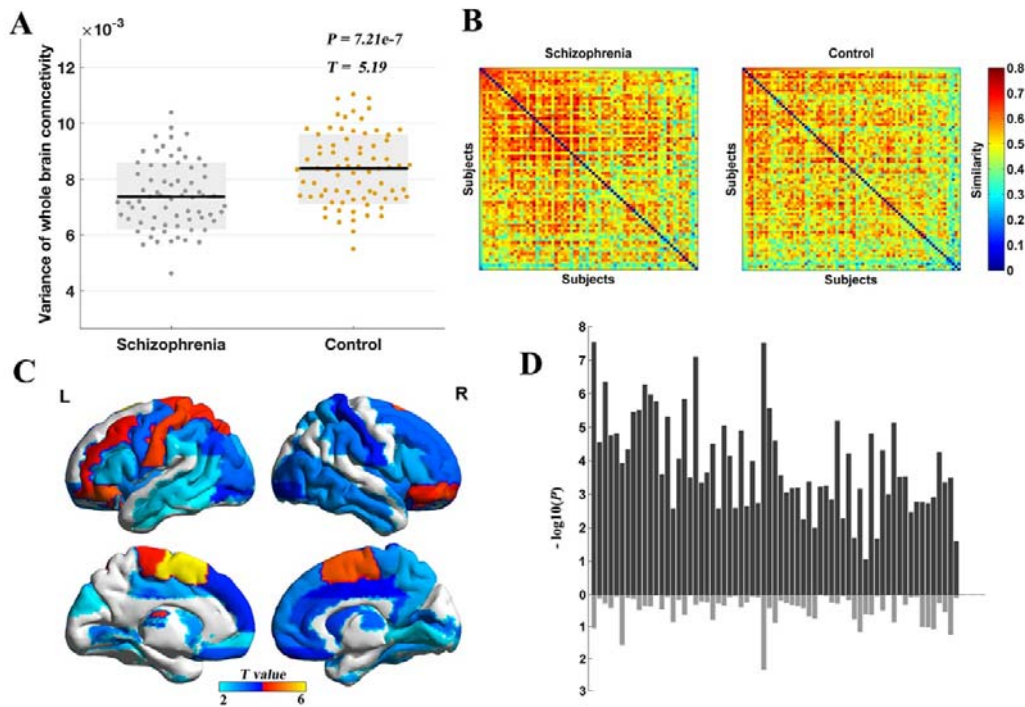 A
×10⁻³
P = 7.21e-7
T = 5.19
12
10
8
6
4
Variance of whole brain conncetivity
Schizophrenia
Control
B
Schizophrenia
Control
Subjects
Subjects
Subjects
Subjects
0.8
0.7
0.6
0.5
0.4
0.3
0.2
0.1
0
Similarity
C
L
R
T value
2
6
D
8
7
6
5
4
3
2
1
0
1
2
3
- log10(P)